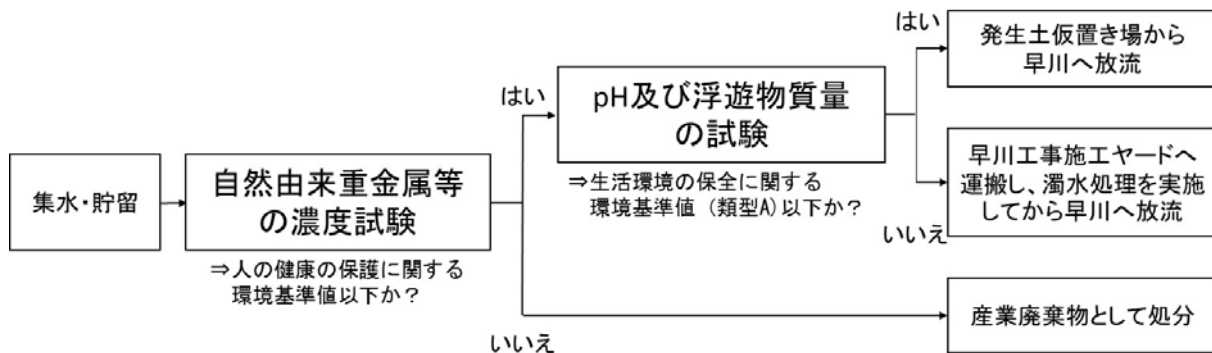 集水・貯留
自然由来重金属等
の濃度試験
⇒人の健康の保護に関する
環境基準値以下か?
はい
いいえ
pH及び浮遊物質量
の試験
⇒生活環境の保全に関する
環境基準値(類型A)以下か?
はい
いいえ
発生土仮置き場から
早川へ放流
早川工事施工ヤードへ
運搬し、濁水処理を実施
してから早川へ放流
産業廃棄物として処分